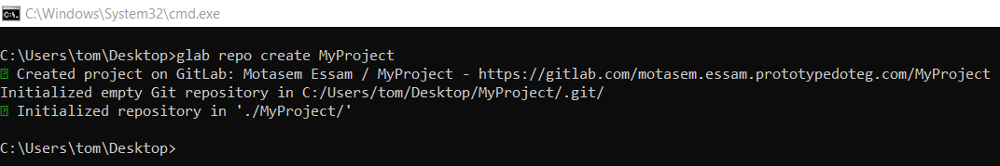 C:\Windows\System32\cmd.exe
C:\Users\tom\Desktop>glab repo create MyProject
Created project on GitLab: Motasem Essam / MyProject - https://gitlab.com/motasem.essam.prototypedoteg.com/MyProject
Initialized empty Git repository in C:/Users/tom/Desktop/MyProject/.git/
Initialized repository in './MyProject/'
C:\Users\tom\Desktop>